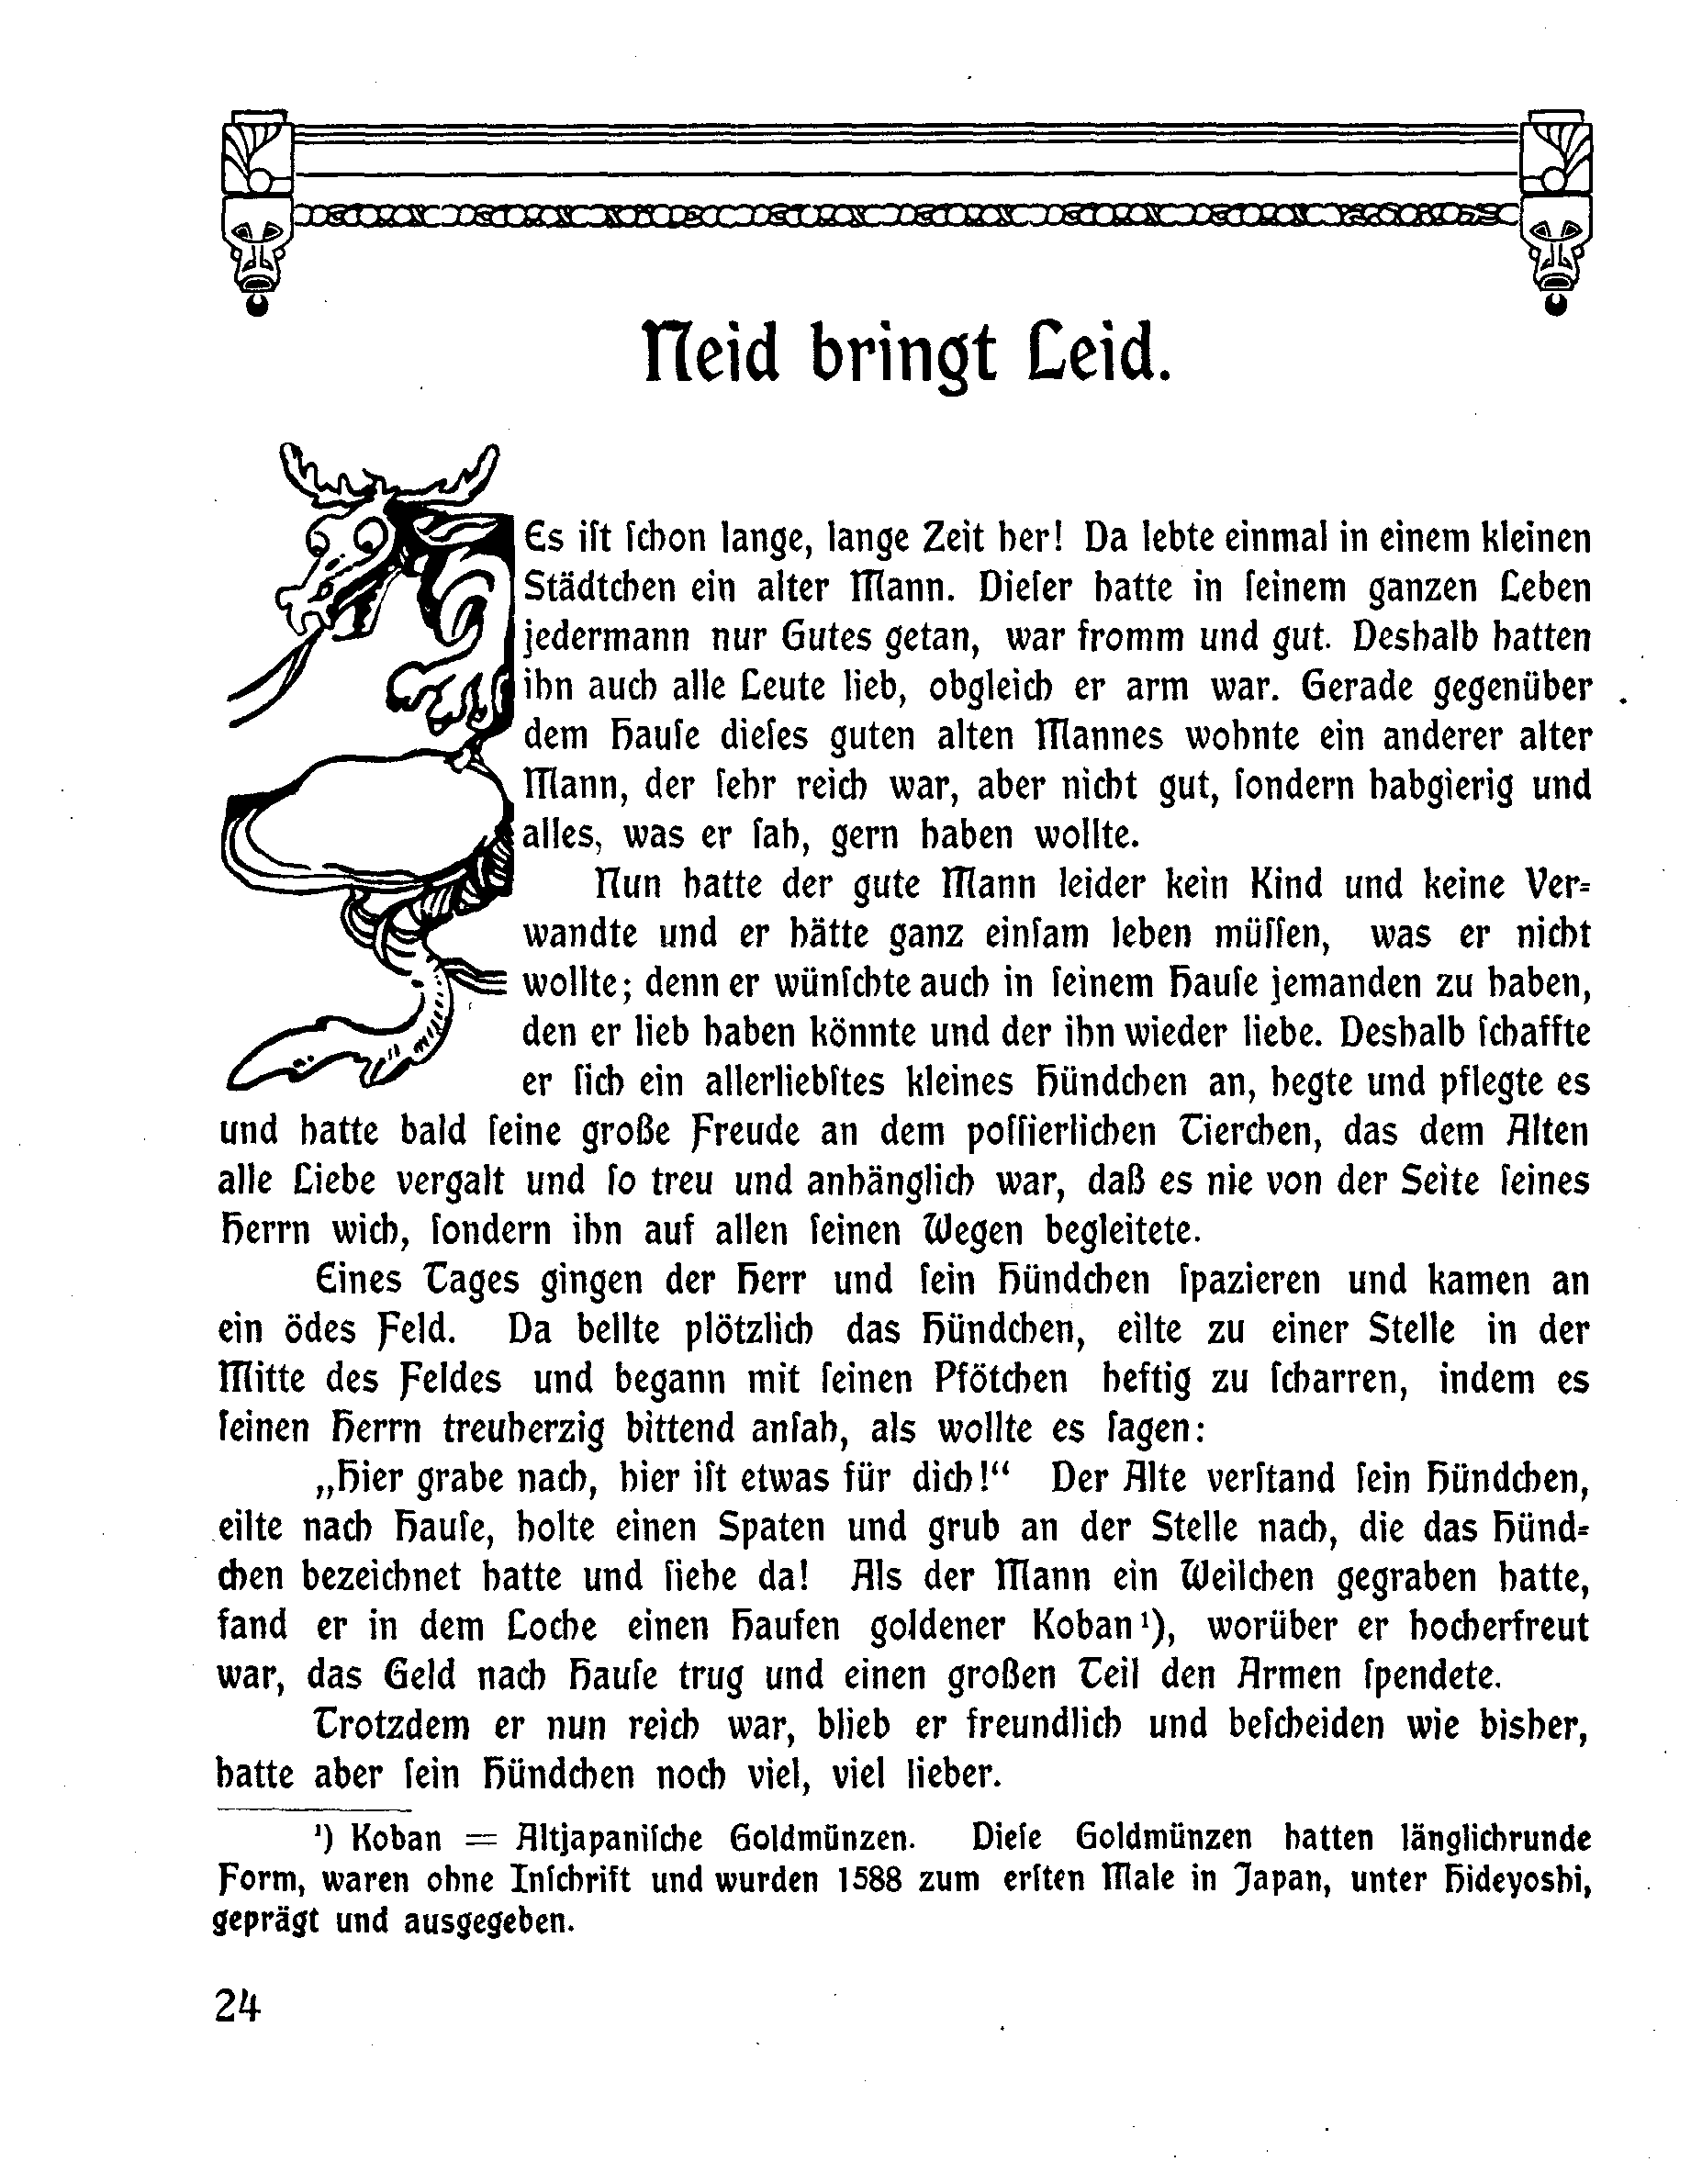 Neid bringt Leid.
Es iſt ſchon lange, lange Zeit her! Da lebte einmal in einem kleinen
Städtchen ein alter Mann. Dieſer hatte in ſeinem ganzen Leben
jedermann nur Gutes getan, war fromm und gut. Deshalb hatten
ihn auch alle Leute lieb, obgleich er arm war. Gerade gegenüber
dem Hauſe dieſes guten alten Mannes wohnte ein anderer alter
Mann, der ſehr reich war, aber nicht gut, ſondern habgierig und
alles, was er ſah, gern haben wollte.
Nun hatte der gute Mann leider kein Kind und keine Ver-
wandte und er hätte ganz einſam leben müſſen, was er nicht
wollte; denn er wünſchte auch in ſeinem Hauſe jemanden zu haben,
den er lieb haben könnte und der ihn wieder liebe. Deshalb ſchaffte
er ſich ein allerliebſtes kleines Hündchen an, hegte und pflegte es
und hatte bald ſeine große Freude an dem poſſierlichen Tierchen, das dem Alten
alle Liebe vergalt und ſo treu und anhänglich war, daß es nie von der Seite ſeines
Herrn wich, ſondern ihn auf allen ſeinen Wegen begleitete.
Eines Tages gingen der Herr und ſein Hündchen ſpazieren und kamen an
ein ödes Feld. Da bellte plötzlich das Hündchen, eilte zu einer Stelle in der
Mitte des Feldes und begann mit ſeinen Pfötchen heftig zu ſcharren, indem es
ſeinen Herrn treuherzig bittend anſah, als wollte es ſagen:
„Hier grabe nach, hier iſt etwas für dich!“ Der Alte verſtand ſein Hündchen,
eilte nach Hauſe, holte einen Spaten und grub an der Stelle nach, die das Hünd-
chen bezeichnet hatte und ſiehe da! Als der Mann ein Weilchen gegraben hatte,
fand er in dem Loche einen Haufen goldener Koban¹), worüber er hocherfreut
war, das Geld nach Hauſe trug und einen großen Teil den Armen ſpendete.
Trotzdem er nun reich war, blieb er freundlich und beſcheiden wie bisher,
hatte aber ſein Hündchen noch viel, viel lieber.
¹) Koban = Altjapaniſche Goldmünzen. Dieſe Goldmünzen hatten länglichrunde
Form, waren ohne Inſchrift und wurden 1588 zum erſten Male in Japan, unter Hideyoshi,
geprägt und ausgegeben.
24